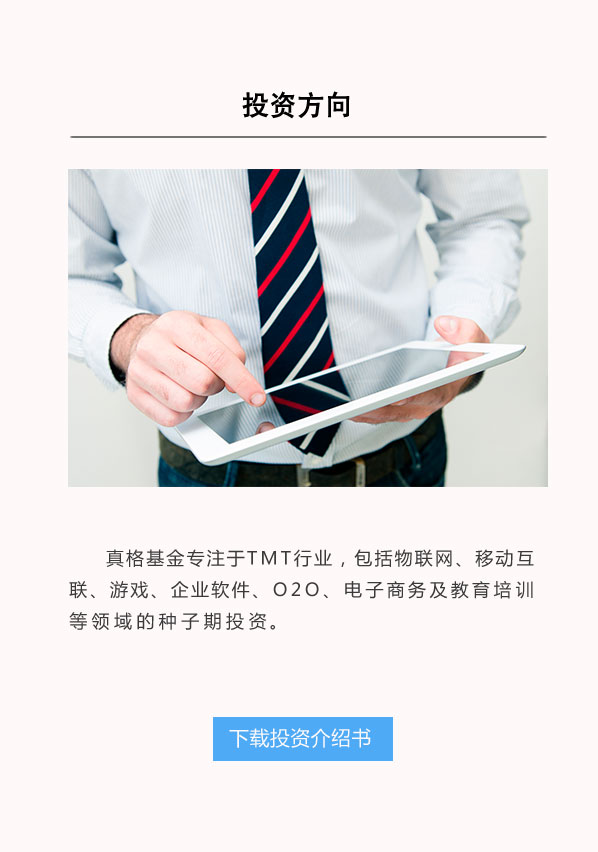 投资方向
真格基金专注于TMT行业，包括物联网、移动互
联、游戏、企业软件、O2O、电子商务及教育培训
等领域的种子期投资。
下载投资介绍书